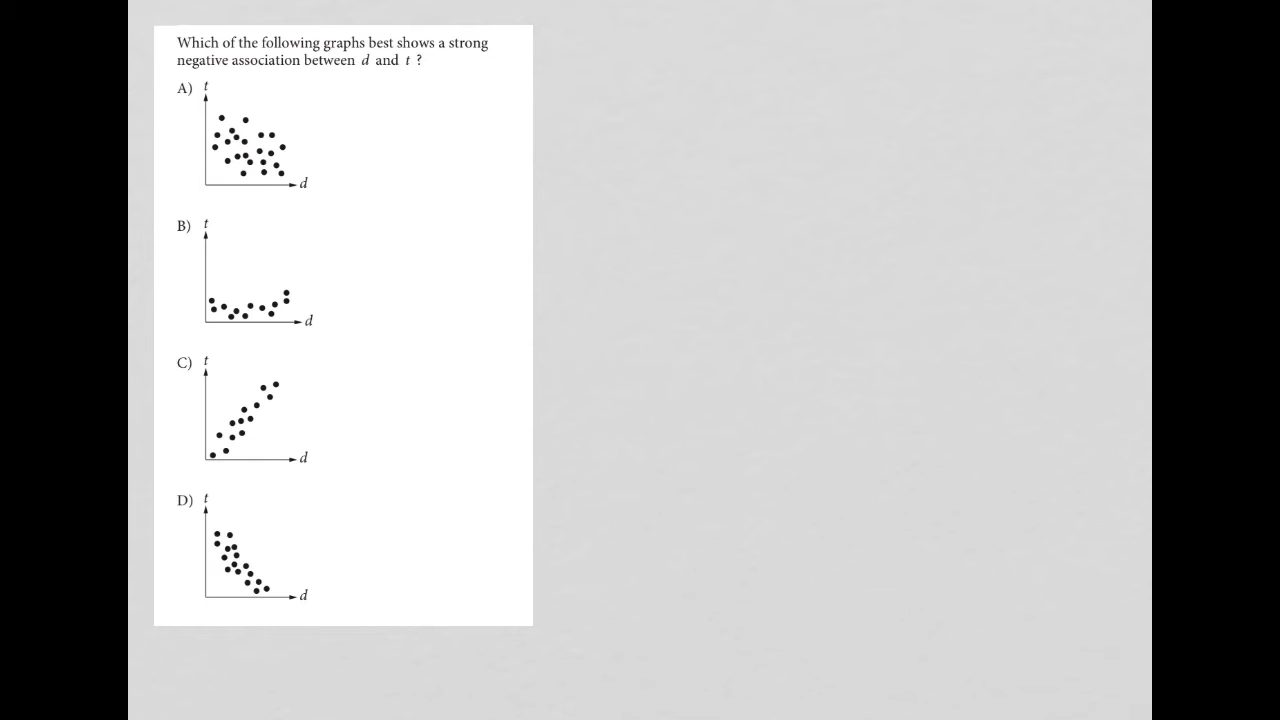 Which of the following graphs best shows a strong
negative association between d and t ?
A) t
d
B) t
d
C) t
d
D) t
d